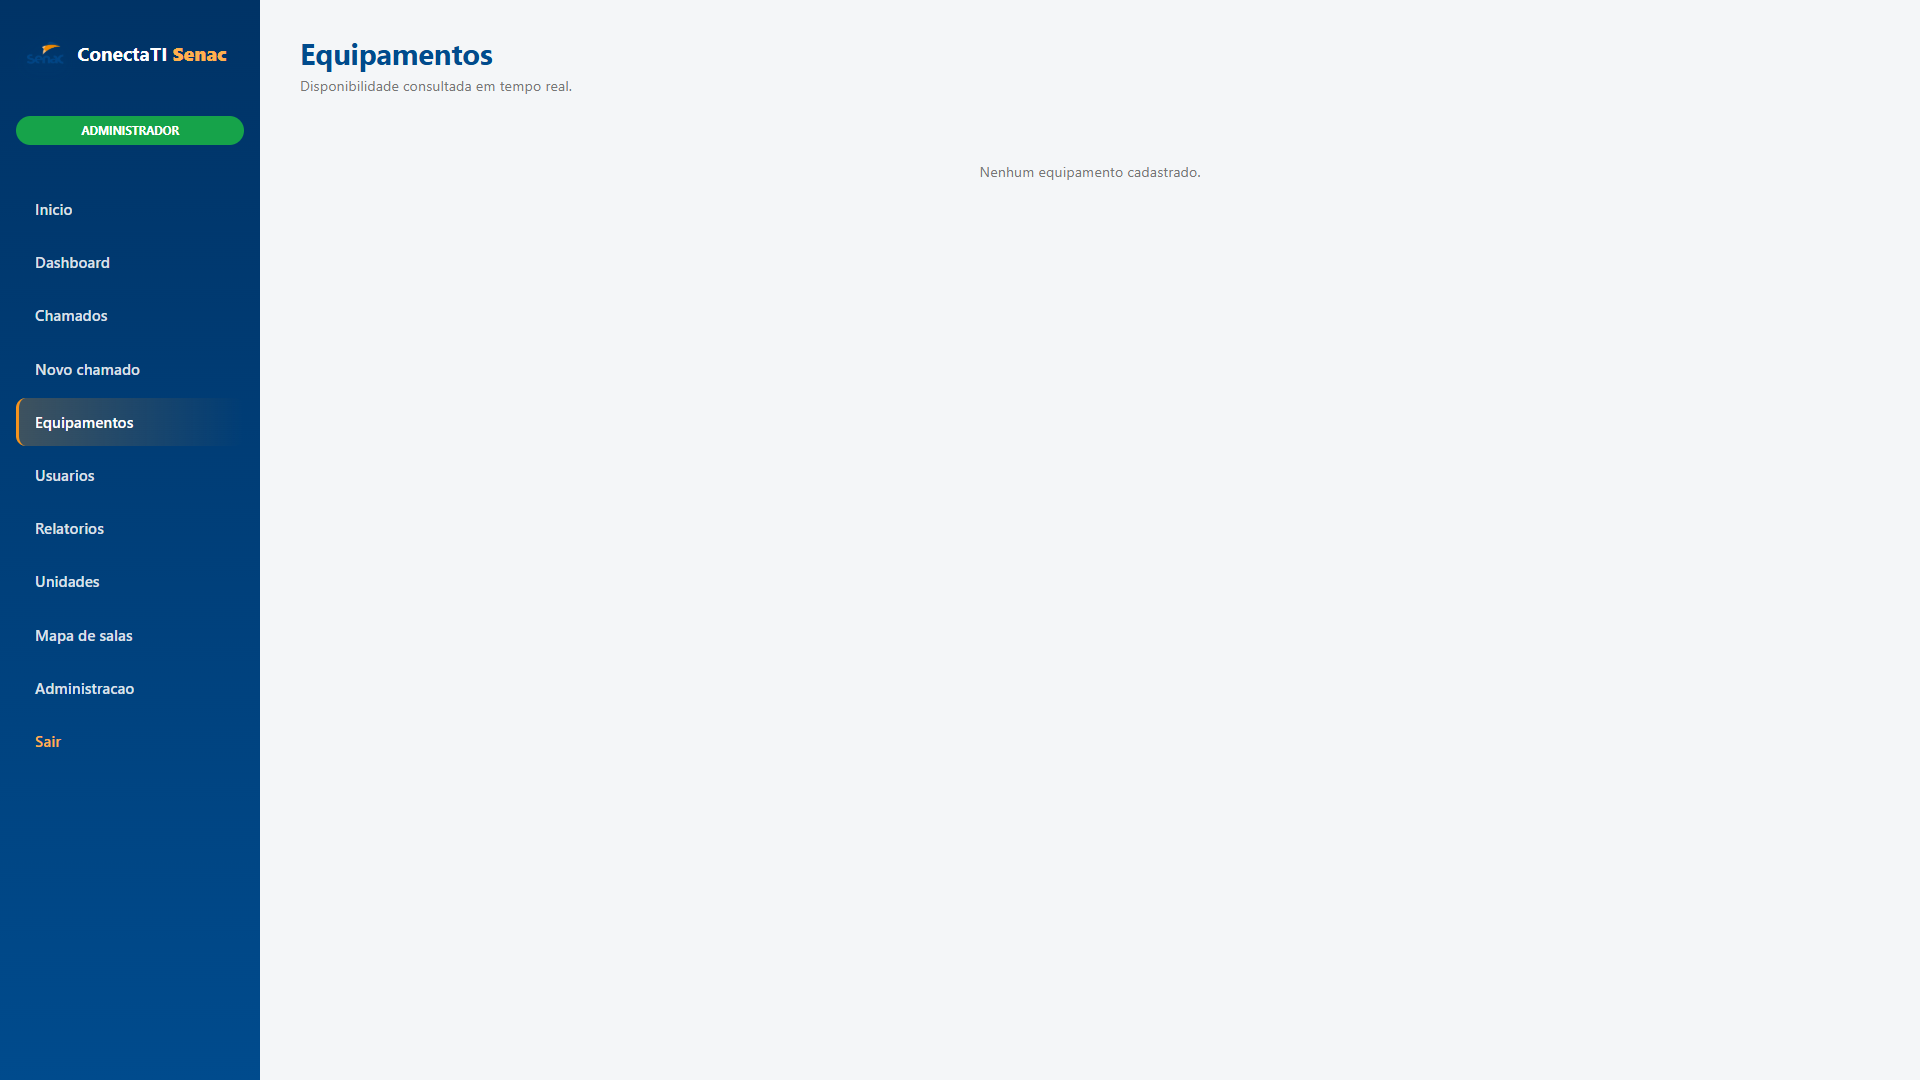 Senac
ConectaTI Senac
ADMINISTRADOR
Inicio
Dashboard
Chamados
Novo chamado
Equipamentos
Usuarios
Relatorios
Unidades
Mapa de salas
Administracao
Sair
Equipamentos
Disponibilidade consultada em tempo real.
Nenhum equipamento cadastrado.